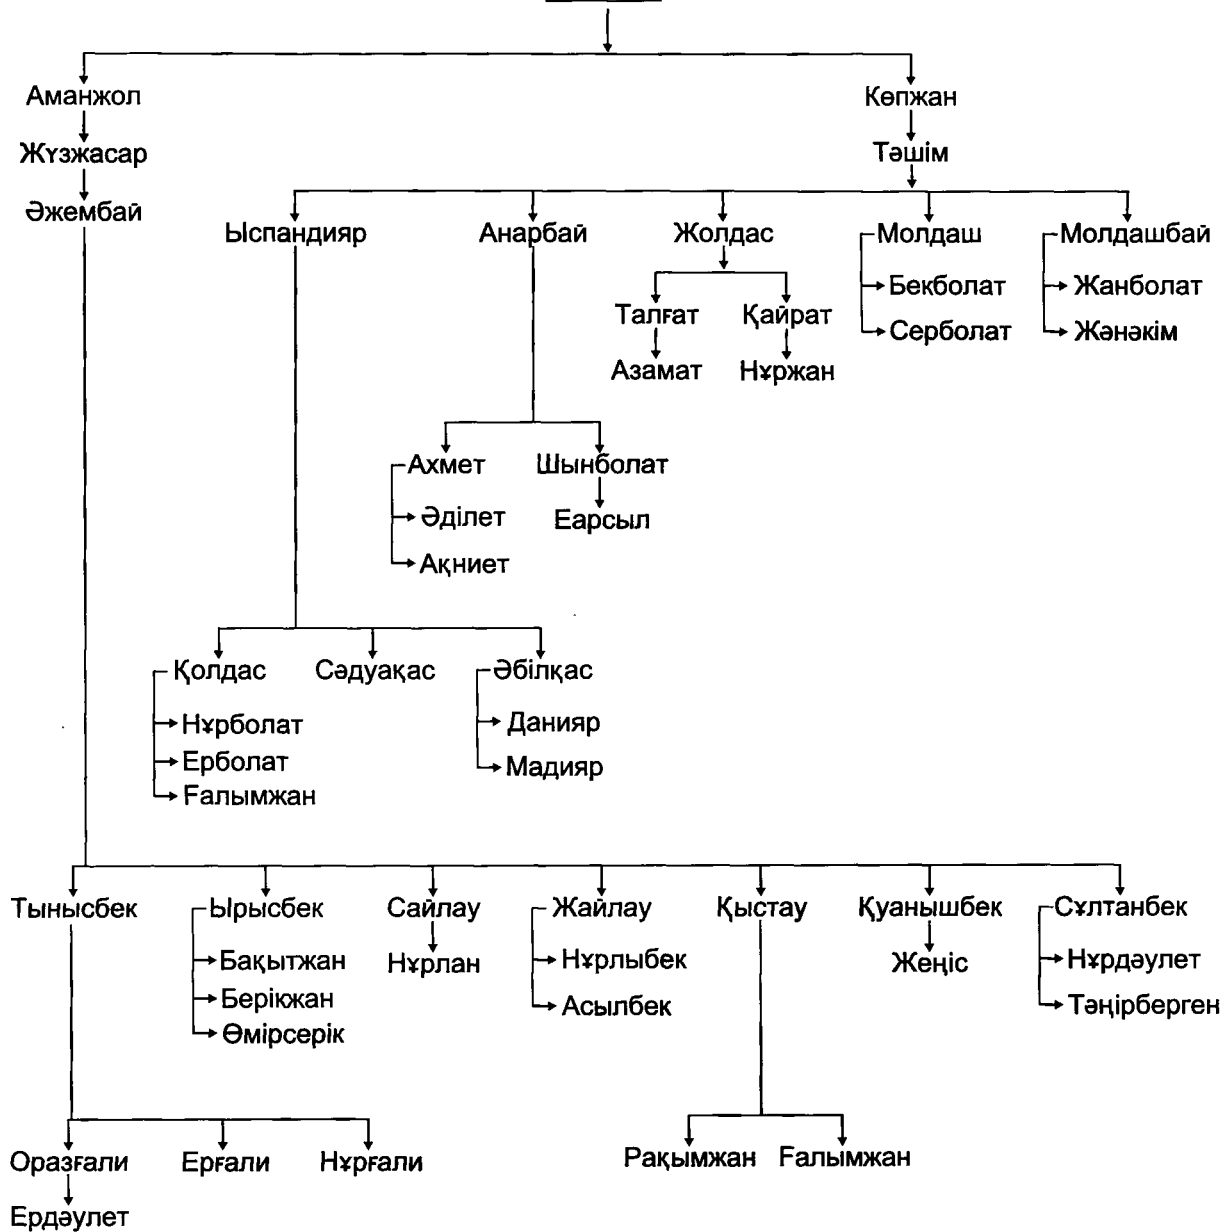 Аманжол Көпжан
Жүзжасар Тәшім
Әжембай
Ыспандияр Анарбай Жолдас Молдаш Молдашбай
Бекболат Жанболат
Талғат Қайрат
Серболат Жәнәкім
Азамат Нұржан
Ахмет Шынболат
Әділет Еарсыл
Ақниет
Қолдас Сәдуақас Әбілқас
Нұрболат Данияр
Ерболат Мадияр
Ғалымжан
Тынысбек Ырысбек Сайлау Жайлау Қыстау Қуанышбек Сұлтанбек
Бақытжан Нұрлан Нұрлыбек Жеңіс Нұрдәулет
Берікжан Асылбек Тәңірберген
Өмірсерік
Оразғали Ерғали Нұрғали Рақымжан Ғалымжан
Ердәулет